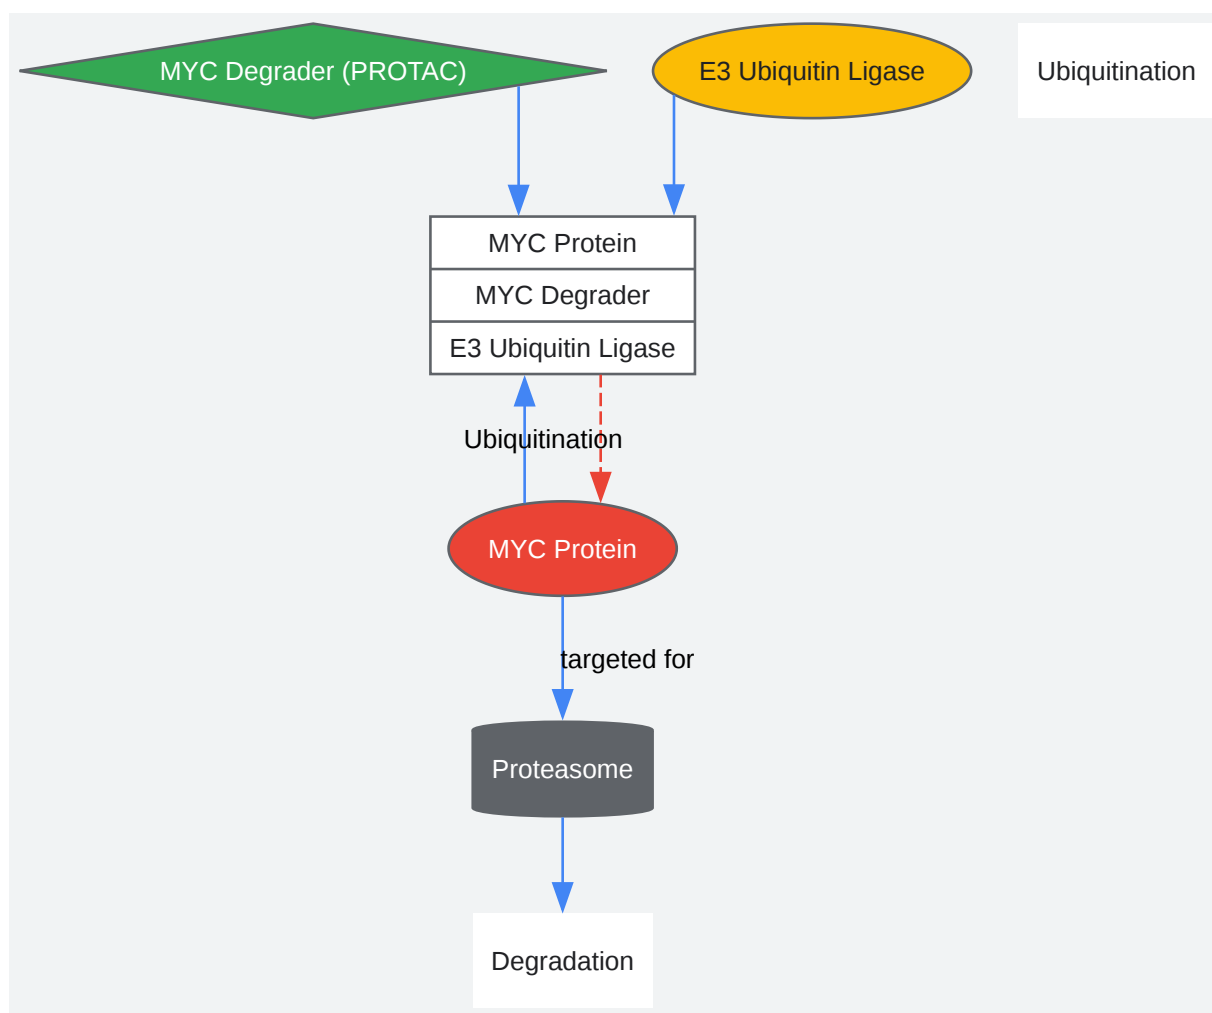 MYC Degrader (PROTAC)
E3 Ubiquitin Ligase
Ubiquitination
MYC Protein
MYC Degrader
E3 Ubiquitin Ligase
Ubiquitination
MYC Protein
targeted for
Proteasome
Degradation